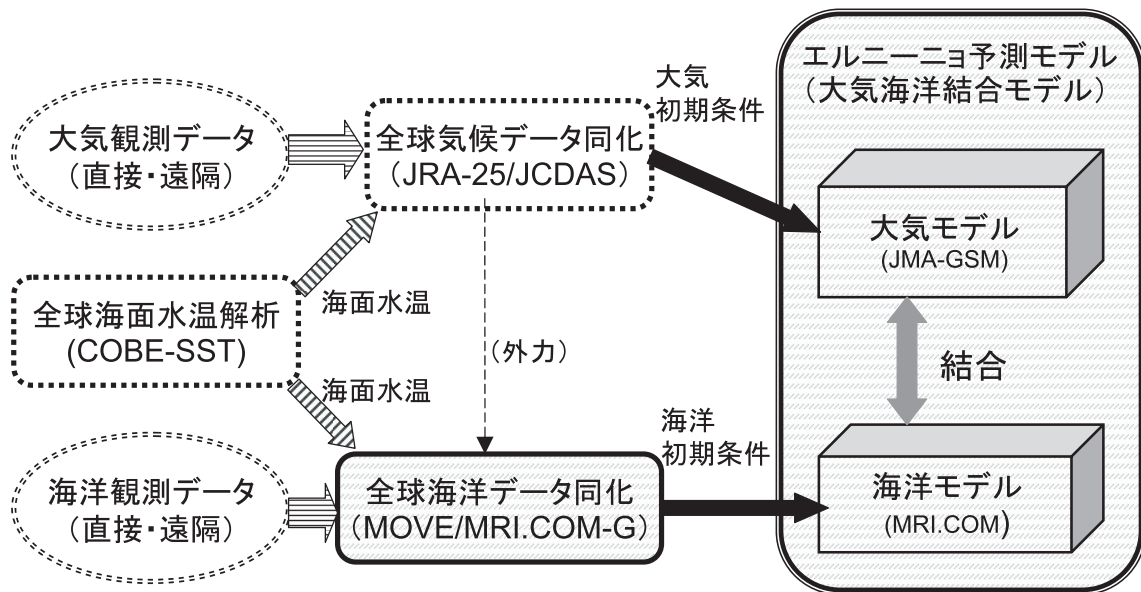 エルニーニョ予測モデル
（大気海洋結合モデル）
大気
初期条件
大気観測データ
（直接・遠隔）
全球気候データ同化
(JRA-25/JCDAS)
大気モデル
(JMA-GSM)
全球海面水温解析
(COBE-SST)
海面水温
（外力）
結合
海面水温
海洋
初期条件
海洋観測データ
（直接・遠隔）
全球海洋データ同化
(MOVE/MRI.COM-G)
海洋モデル
(MRI.COM)